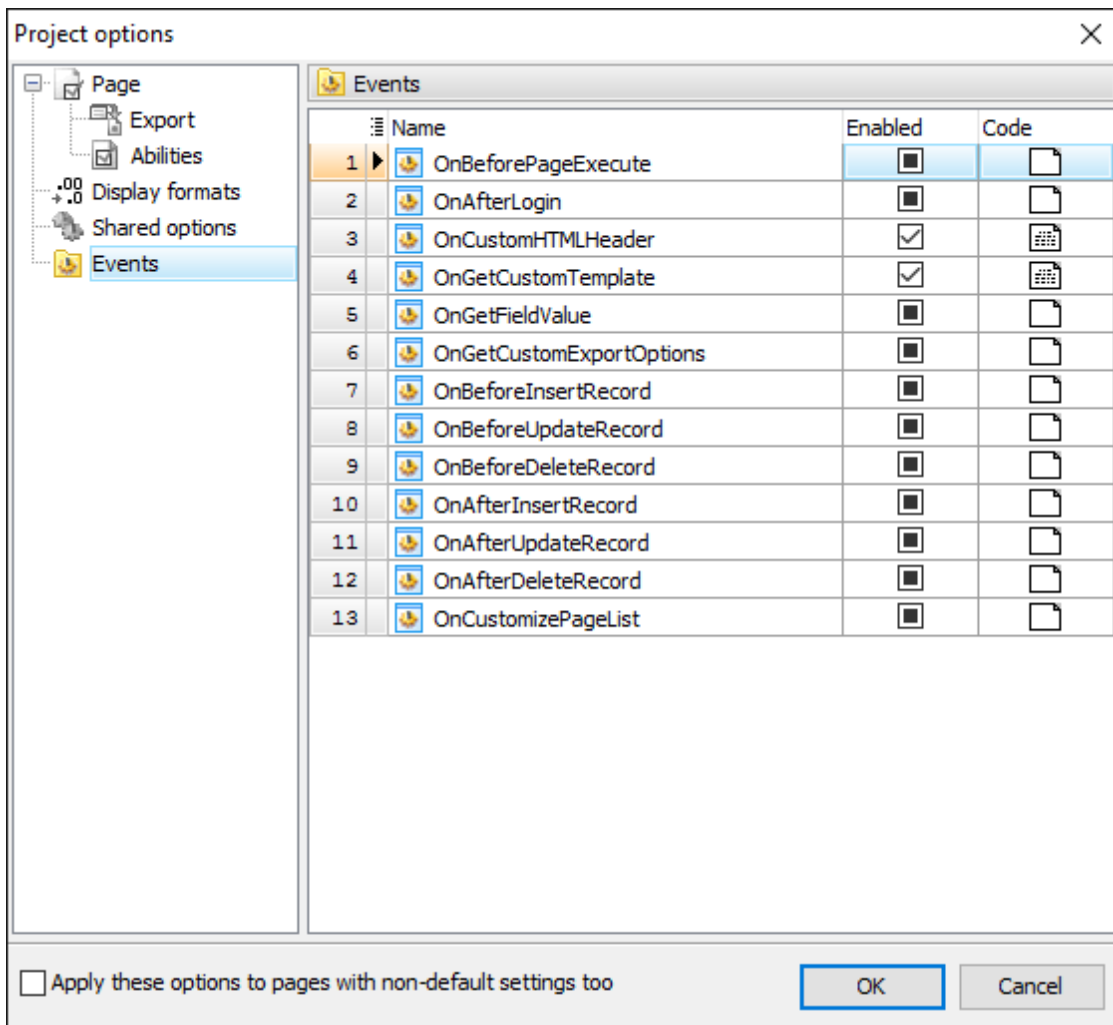 Project options
Page
Export
Abilities
Display formats
Shared options
Events
Events
Name Enabled Code
1 OnBeforePageExecute
2 OnAfterLogin
3 OnCustomHTMLHeader
4 OnGetCustomTemplate
5 OnGetFieldValue
6 OnGetCustomExportOptions
7 OnBeforeInsertRecord
8 OnBeforeUpdateRecord
9 OnBeforeDeleteRecord
10 OnAfterInsertRecord
11 OnAfterUpdateRecord
12 OnAfterDeleteRecord
13 OnCustomizePageList
Apply these options to pages with non-default settings too
OK Cancel